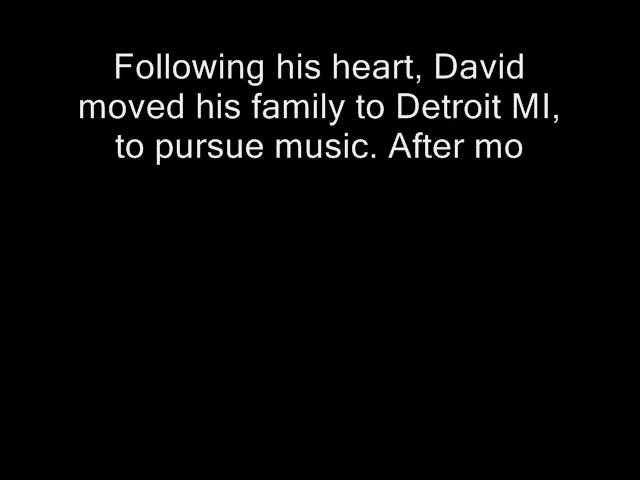 Following his heart, David
moved his family to Detroit MI,
to pursue music. After mo